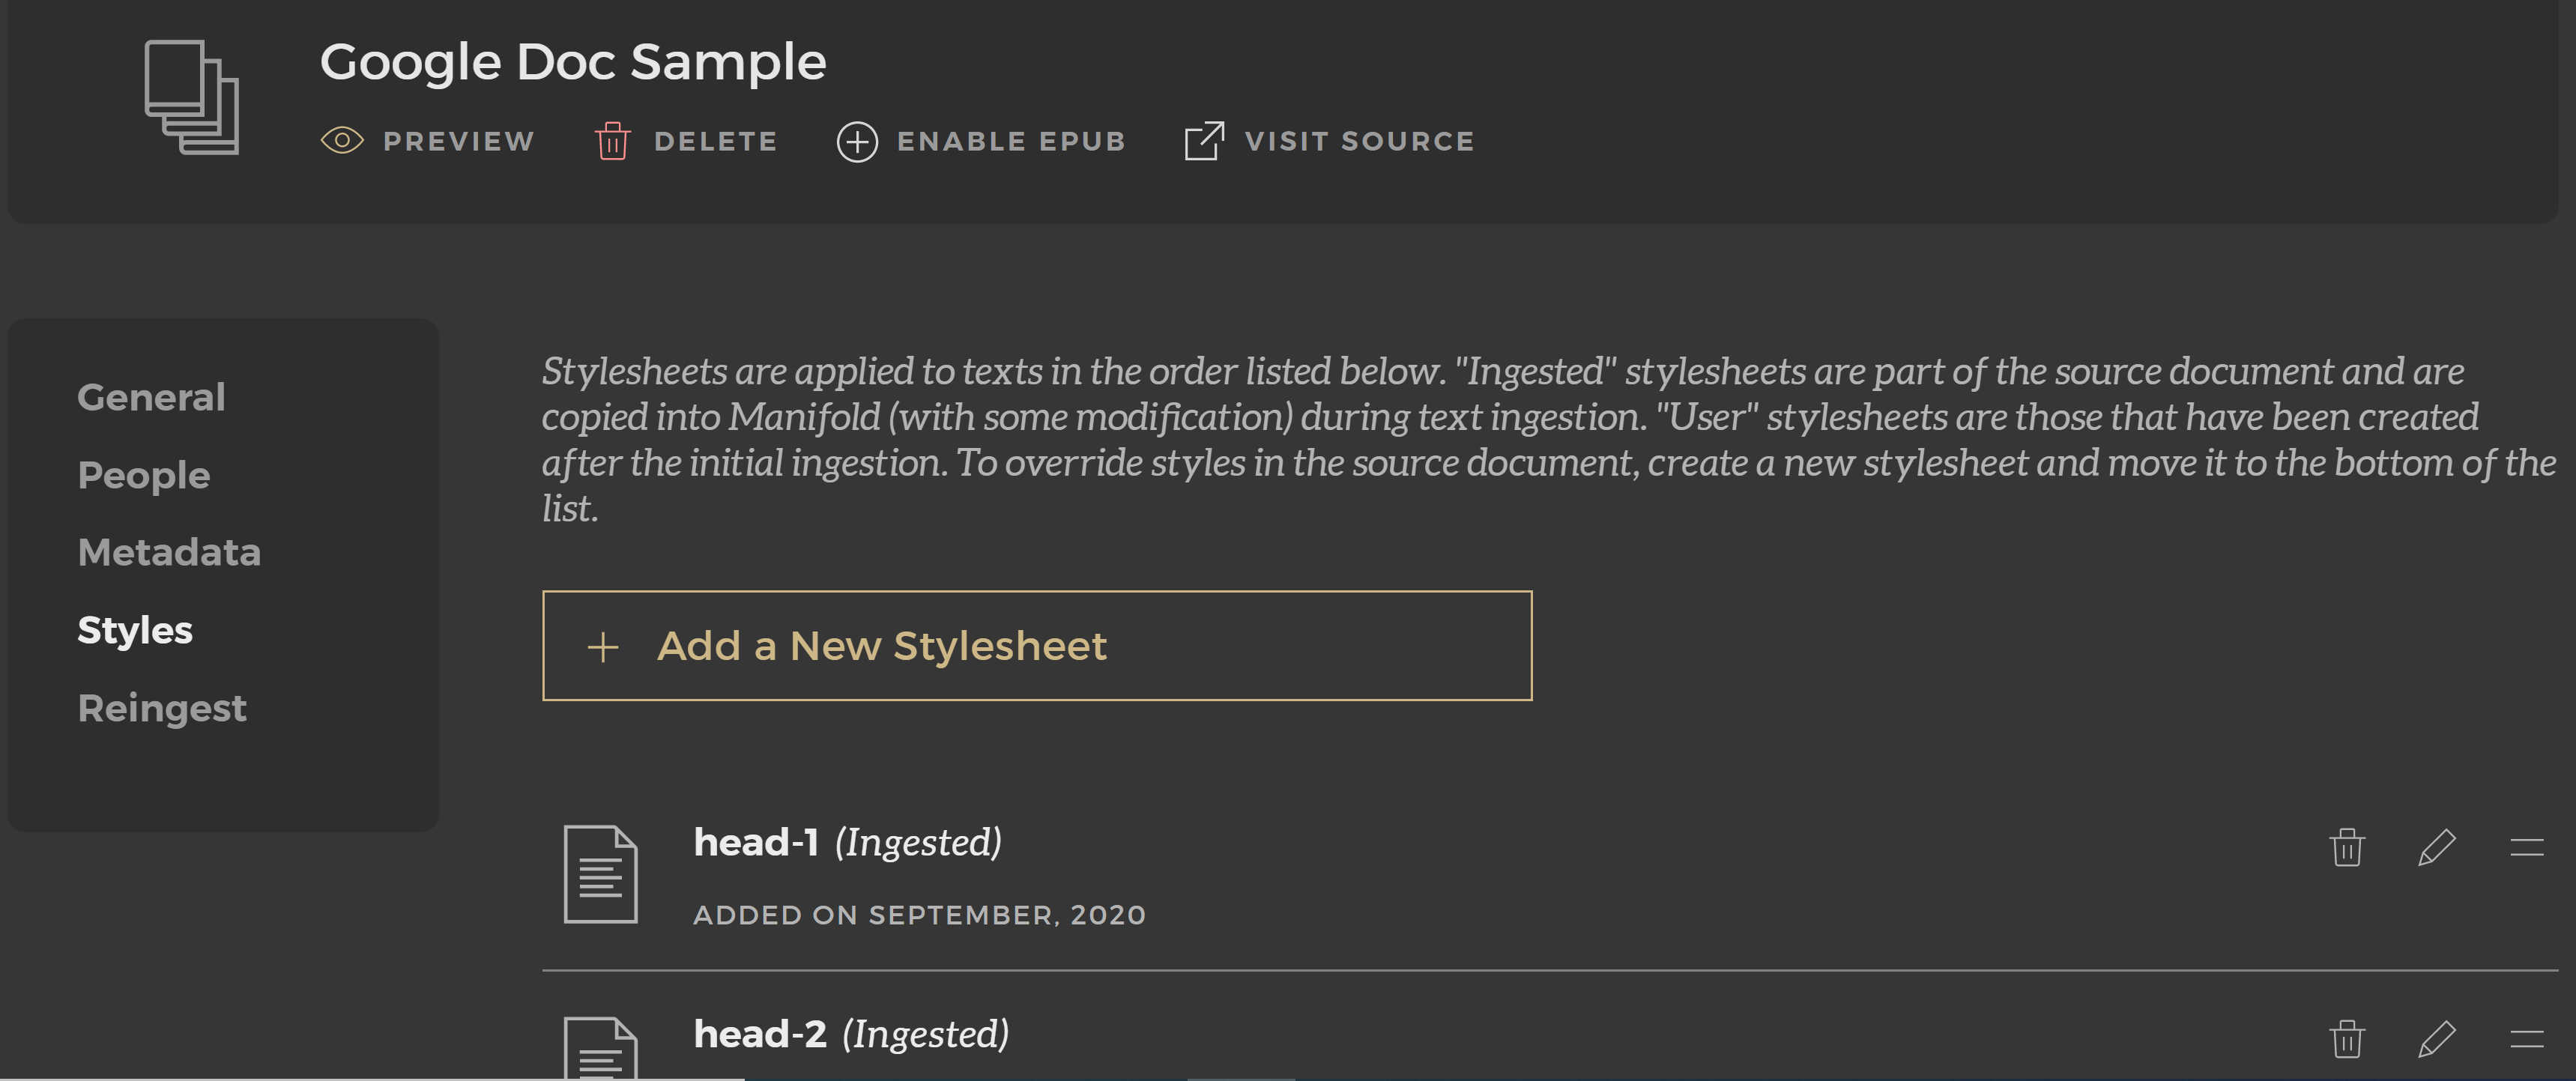 Google Doc Sample
PREVIEW DELETE ENABLE EPUB VISIT SOURCE
General
People
Metadata
Styles
Reingest
Stylesheets are applied to texts in the order listed below. "Ingested" stylesheets are part of the source document and are
copied into Manifold (with some modification) during text ingestion. "User" stylesheets are those that have been created
after the initial ingestion. To override styles in the source document, create a new stylesheet and move it to the bottom of the
list.
Add a New Stylesheet
head-1 (Ingested)
ADDED ON SEPTEMBER, 2020
head-2 (Ingested)